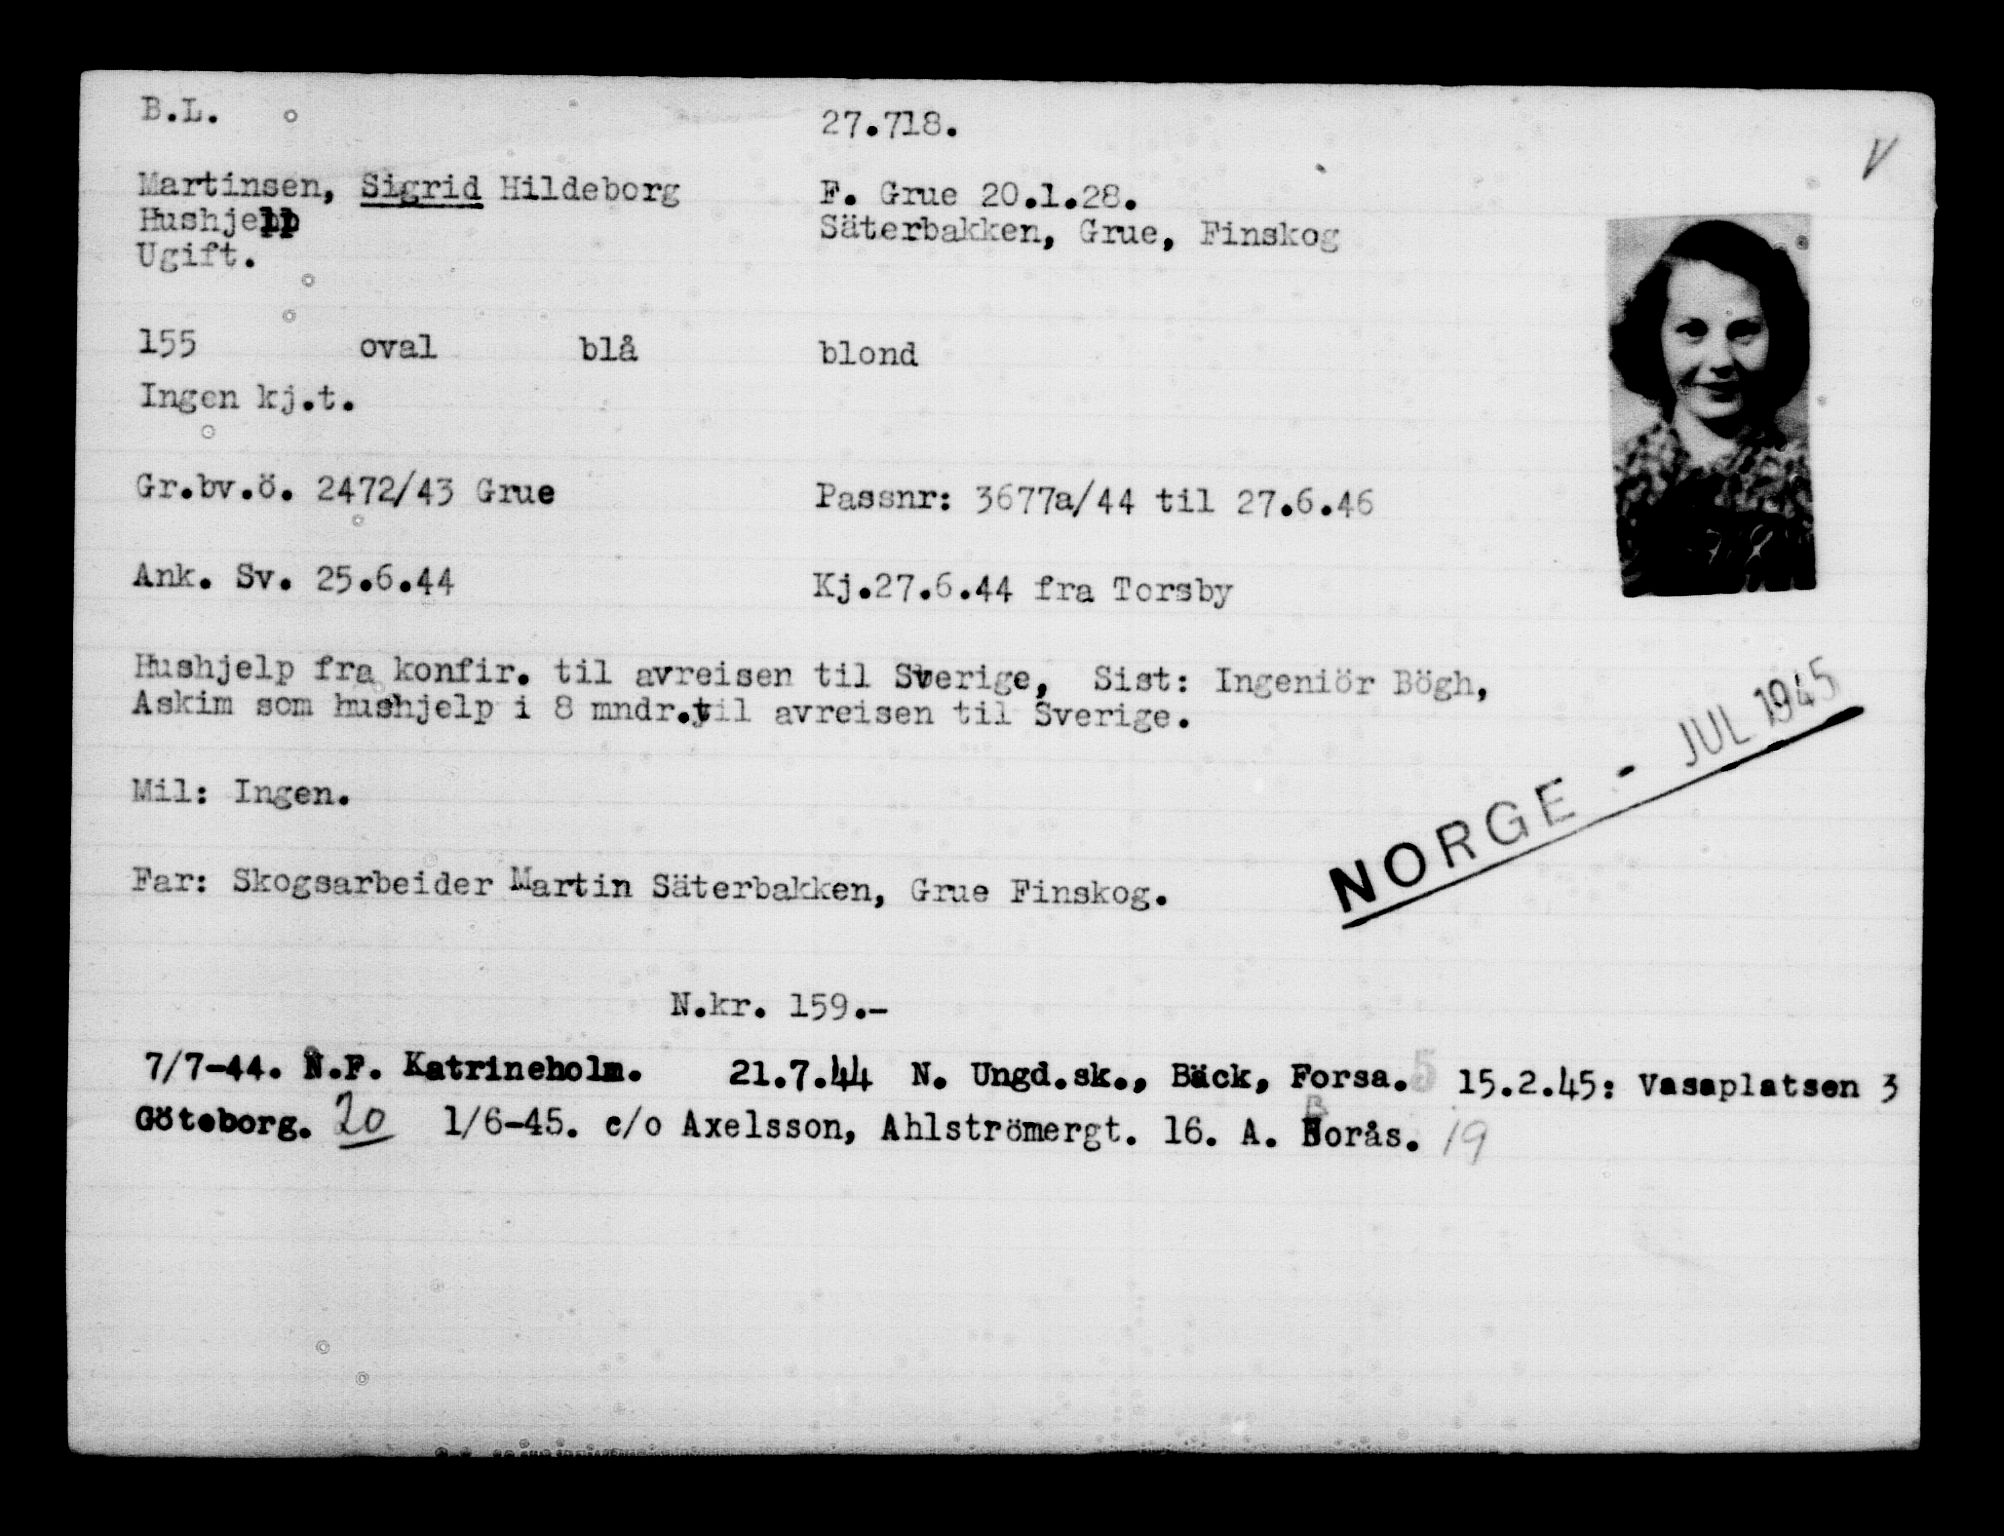 B.L. 27.718. V
Martinsen, Sigrid Hildeborg F. Grue 20.1.28.
Hushjelp Säterbakken, Grue, Finskog
Ugift.
155 oval blå blond
Ingen kj.t.
Gr.bv.ö. 2472/43 Grue Passnr: 3677a/44 til 27.6.46
Ank. Sv. 25.6.44 Kj.27.6.44 fra Torsby
Hushjelp fra konfir. til avreisen til Sverige, Sist: Ingeniör Bögh,
Askim som hushjelp i 8 mndr.til avreisen til Sverige.
NORGE - JUL 1945
Mil: Ingen.
Far: Skogsarbeider Martin Säterbakken, Grue Finskog.
N.kr. 159.-
7/7-44. N.F. Katrineholm. 21.7.44 N. Ungd.sk., Bäck, Forsa. 5 15.2.45: Vasaplatsen 3
Göteborg. 20 1/6-45. c/o Axelsson, Ahlströmergt. 16. A. Borås. 19